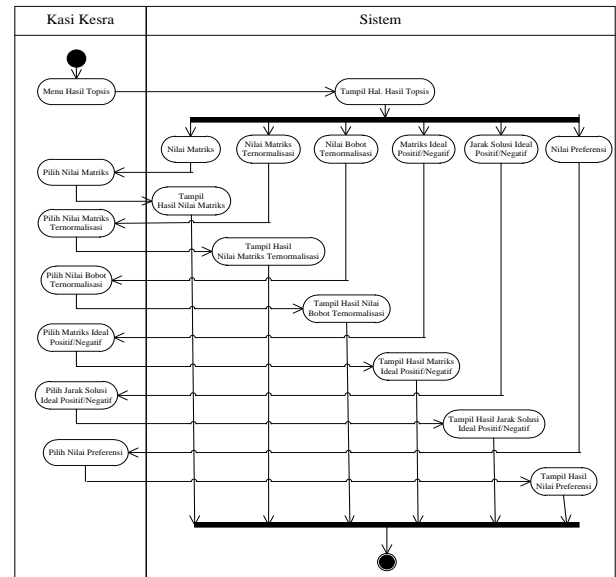 Kasi Kesra
Sistem
Menu Hasil Topsis
Tampil Hal. Hasil Topsis
Nilai Matriks
Nilai Matriks
Ternormalisasi
Nilai Bobot
Ternormalisasi
Matriks Ideal
Positif/Negatif
Jarak Solusi Ideal
Positif/Negatif
Nilai Preferensi
Pilih Nilai Matriks
Tampil
Hasil Nilai Matriks
Pilih Nilai Matriks
Ternormalisasi
Tampil Hasil
Nilai Matriks Ternormalisasi
Pilih Nilai Bobot
Ternormalisasi
Tampil Hasil Nilai
Bobot Ternormalisasi
Pilih Matriks Ideal
Positif/Negatif
Tampil Hasil Matriks
Ideal Positif/Negatif
Pilih Jarak Solusi
Ideal Positif/Negatif
Tampil Hasil Jarak Solusi
Ideal Positif/Negatif
Pilih Nilai Preferensi
Tampil Hasil
Nilai Preferensi